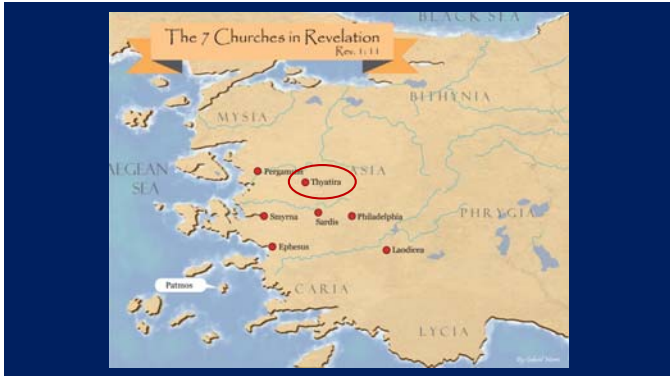 BLACK SEA
The 7 Churches in Revelation
Rev. 1:11
BITHYNIA
MYSIA
AEGEAN
SEA
Pergamum
ASIA
Thyatira
PHRYGIA
Smyrna
Sardis
Philadelphia
Ephesus
Laodicea
Patmos
CARIA
LYCIA